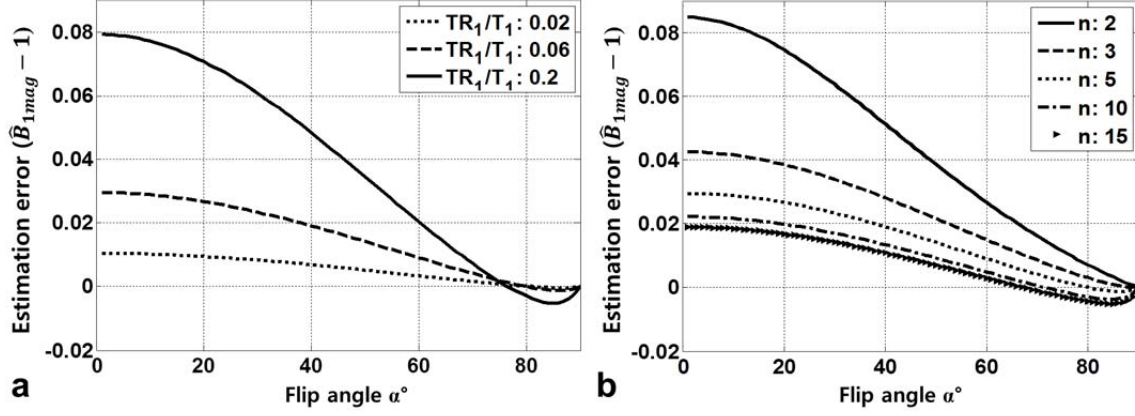 Estimation error (B̂₁mag − 1)
0.08
0.06
0.04
0.02
0
-0.02
0 20 40 60 80
Flip angle α°
TR₁/T₁: 0.02
TR₁/T₁: 0.06
TR₁/T₁: 0.2
a
Estimation error (B̂₁mag − 1)
0.08
0.06
0.04
0.02
0
-0.02
0 20 40 60 80
Flip angle α°
n: 2
n: 3
n: 5
n: 10
n: 15
b